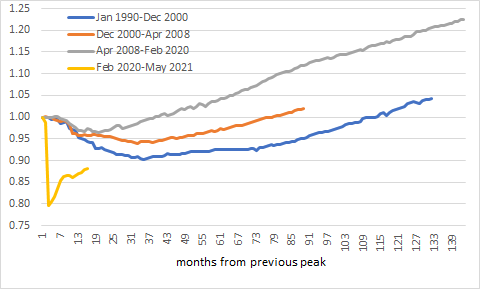 1.25
1.20
1.15
1.10
1.05
1.00
0.95
0.90
0.85
0.80
0.75
Jan 1990-Dec 2000
Dec 2000-Apr 2008
Apr 2008-Feb 2020
Feb 2020-May 2021
1 7 13 19 25 31 37 43 49 55 61 67 73 79 85 91 97 103 109 115 121 127 133 139
months from previous peak